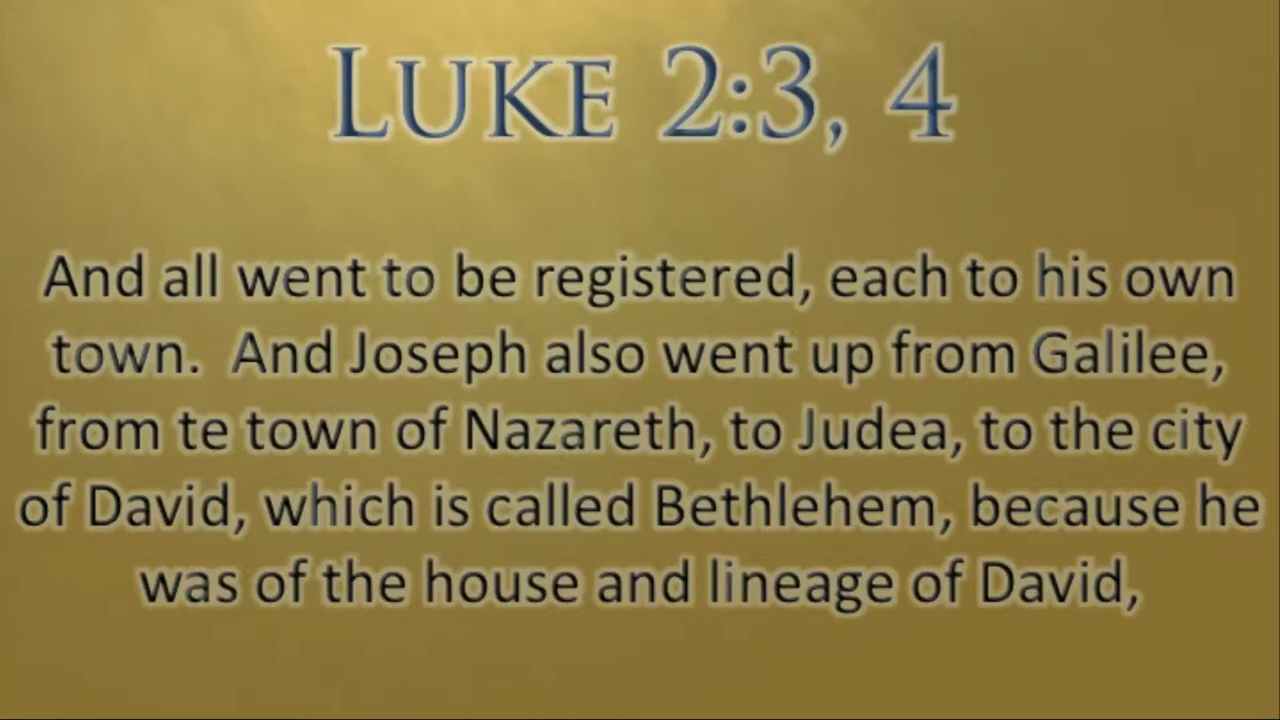 LUKE 2:3, 4
And all went to be registered, each to his own
town.  And Joseph also went up from Galilee,
from te town of Nazareth, to Judea, to the city
of David, which is called Bethlehem, because he
was of the house and lineage of David,